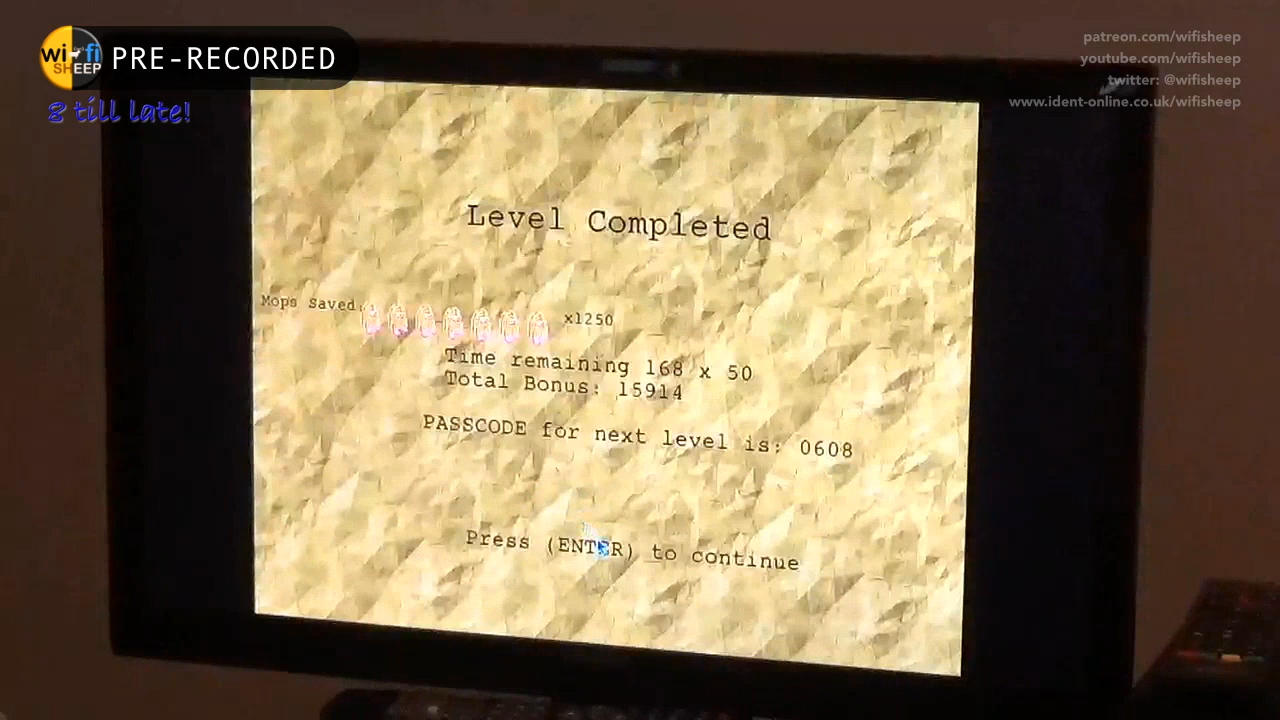 wi-fi
SHEEP
PRE-RECORDED
8 till late!
patreon.com/wifisheep
youtube.com/wifisheep
twitter: @wifisheep
www.ident-online.co.uk/wifisheep
Level Completed
Mops Saved: x1250
Time remaining 168 x 50
Total Bonus: 15914
PASSCODE for next level is: 0608
Press (ENTER) to continue